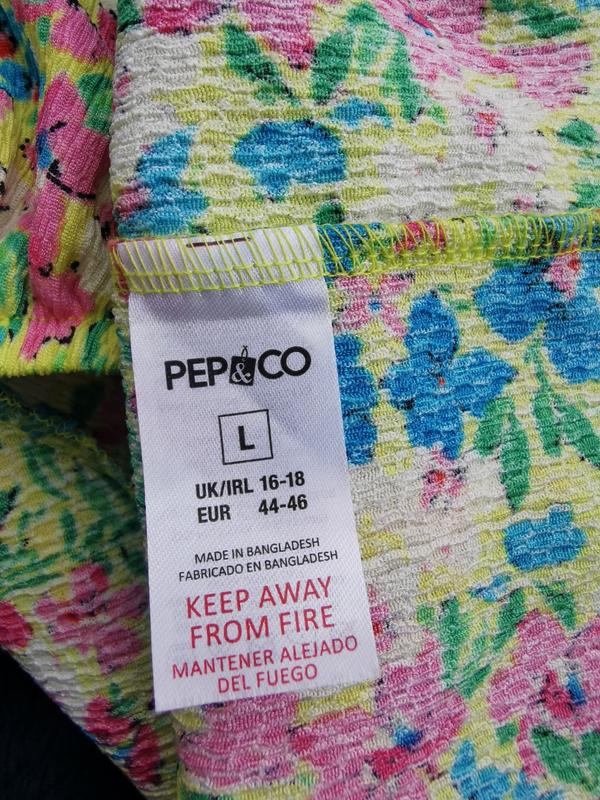 PEP&CO
L
UK/IRL 16-18
EUR 44-46
MADE IN BANGLADESH
FABRICADO EN BANGLADESH
KEEP AWAY
FROM FIRE
MANTENER ALEJADO
DEL FUEGO